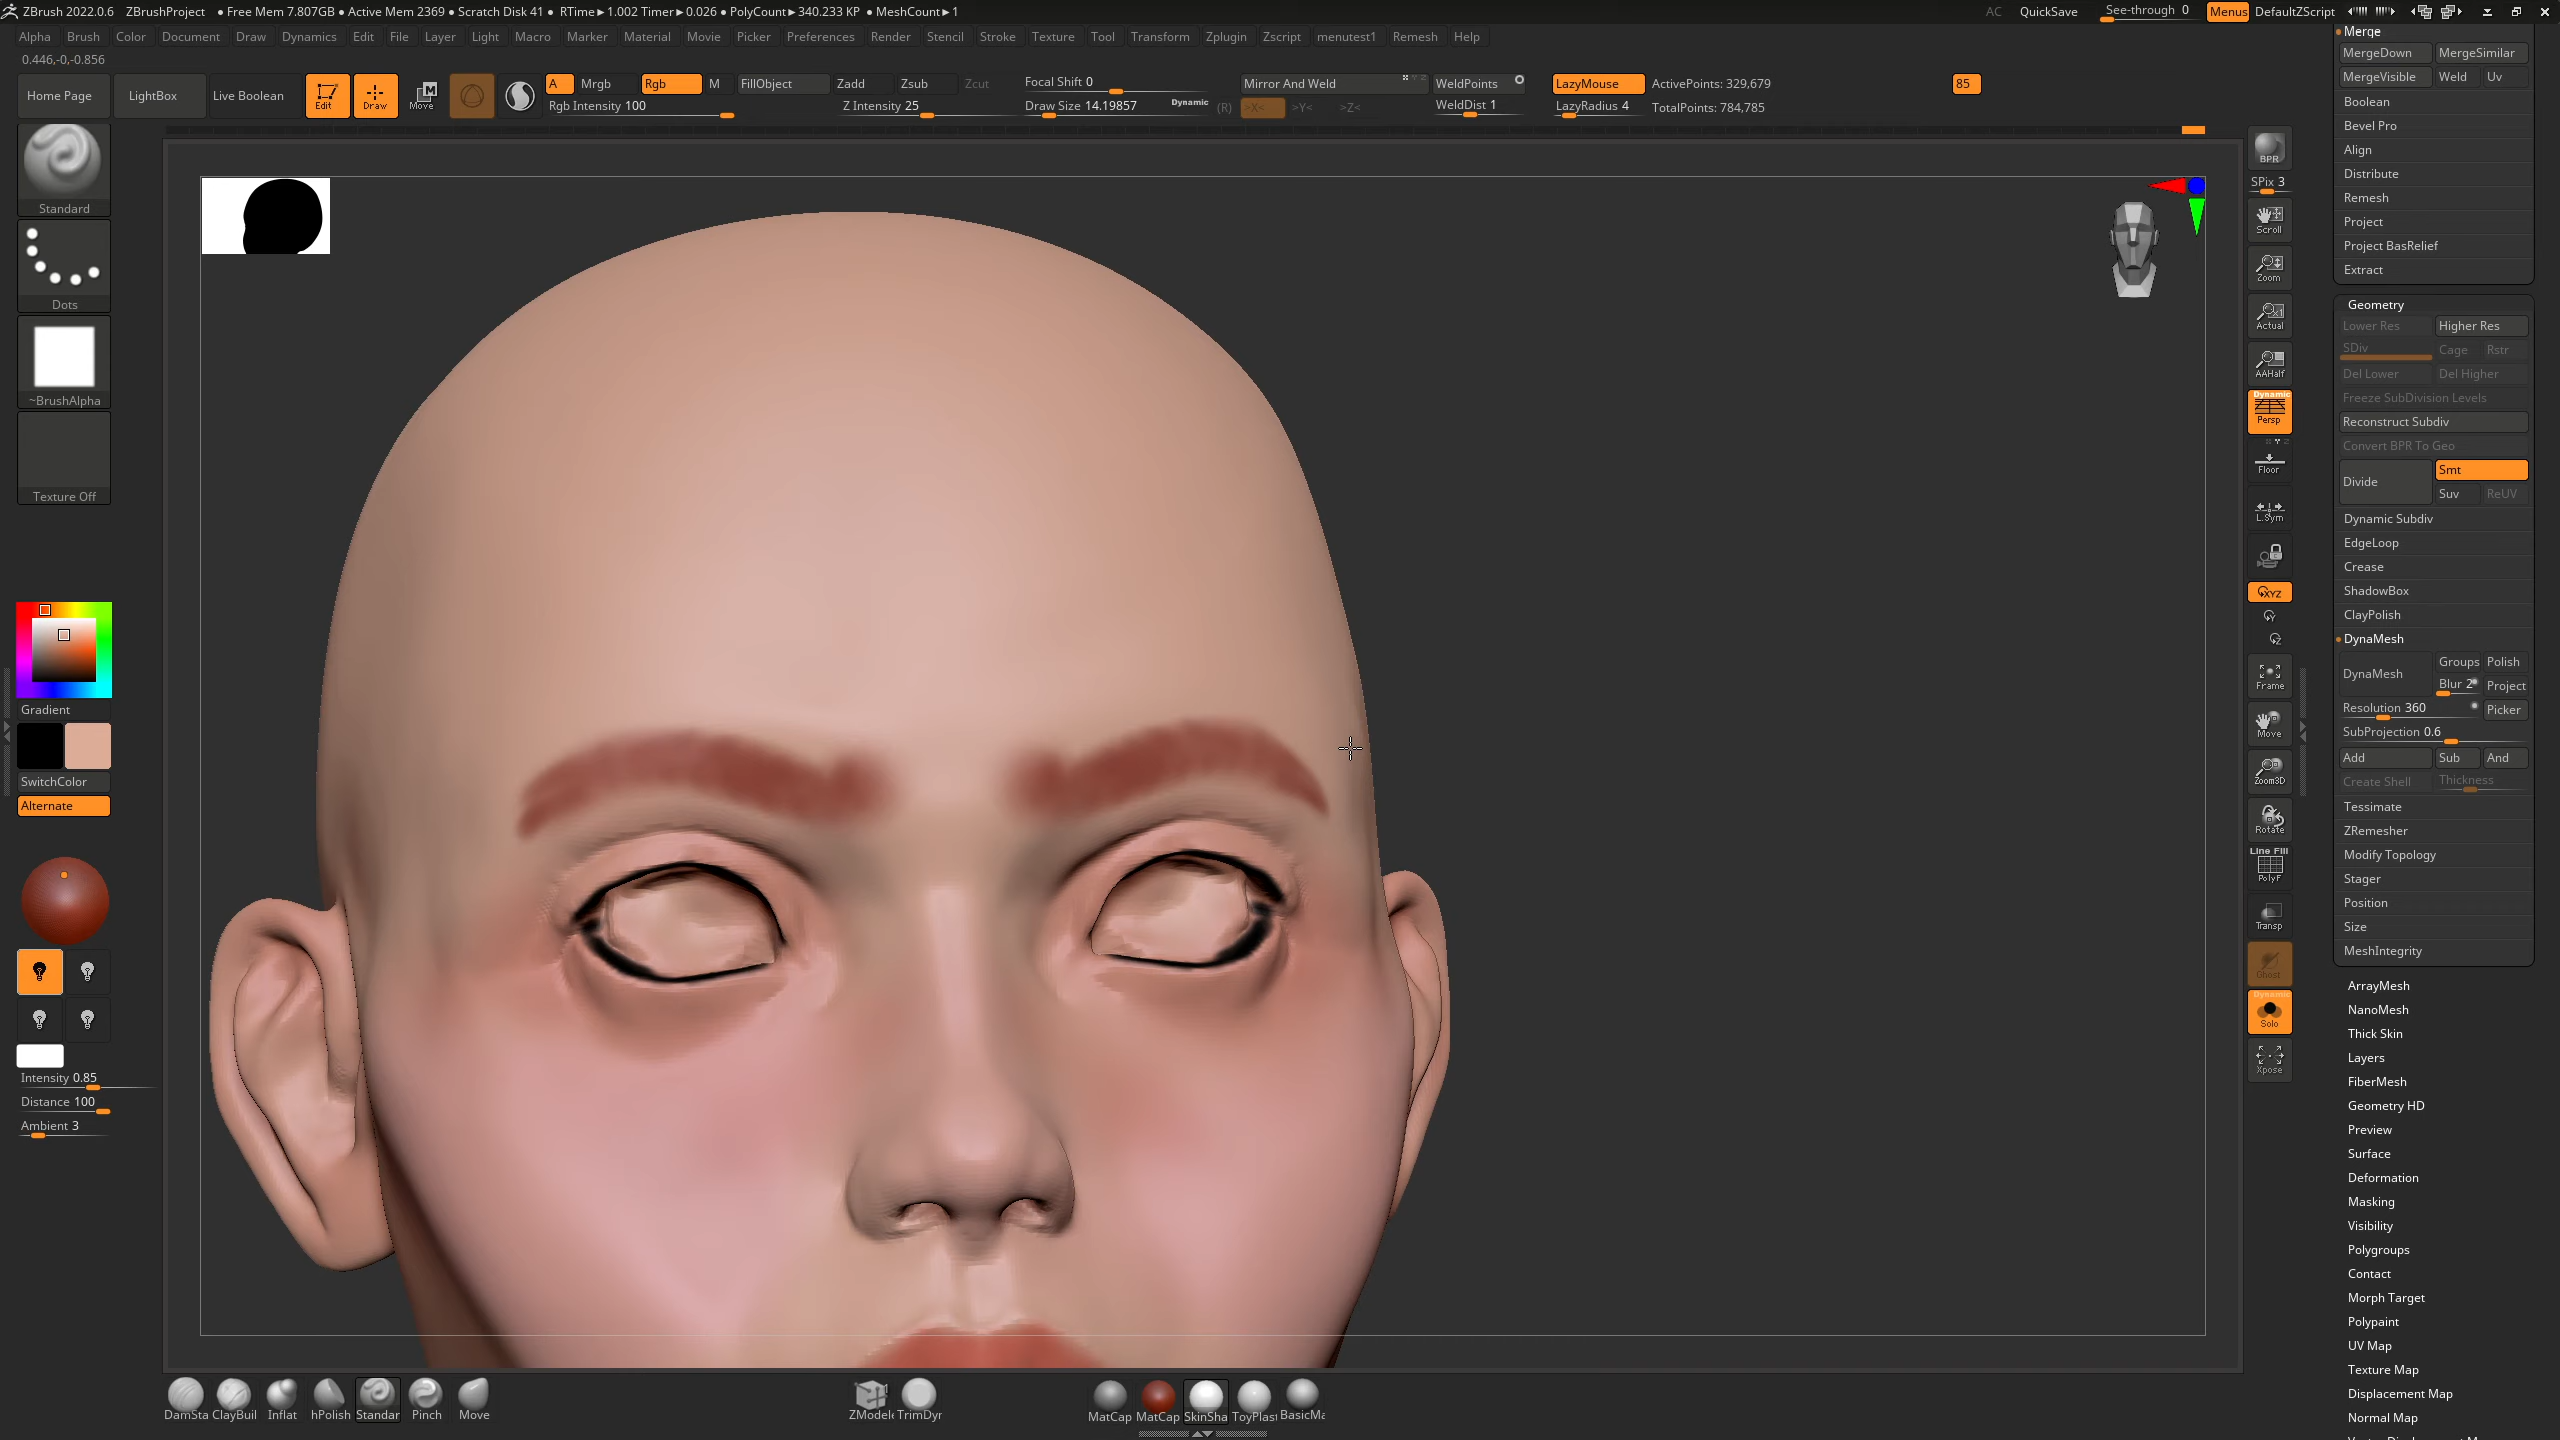 ZBrush 2022.0.6 ZBrushProject • Free Mem 7.807GB • Active Mem 2369 • Scratch Disk 41 • RTime►1.002 Timer►0.026 • PolyCount►340.233 KP • MeshCount►1
AC QuickSave See-through 0 Menus DefaultZScript
Alpha Brush Color Document Draw Dynamics Edit File Layer Light Macro Marker Material Movie Picker Preferences Render Stencil Stroke Texture Tool Transform Zplugin Zscript menutest1 Remesh Help
0.446,-0,-0.856
Home Page LightBox Live Boolean Edit Draw Move
A Mrgb Rgb M FillObject Zadd Zsub Zcut Focal Shift 0 Mirror And Weld WeldPoints LazyMouse ActivePoints: 329,679 85
Rgb Intensity 100 Z Intensity 25 Draw Size 14.19857 Dynamic (R) >X< >Y< >Z< WeldDist 1 LazyRadius 4 TotalPoints: 784,785
Standard
Dots
~BrushAlpha
Texture Off
Gradient
SwitchColor
Alternate
Intensity 0.85
Distance 100
Ambient 3
BPR
SPix 3
Scroll
Zoom
Actual
AAHalf
Dynamic
Persp
Floor
L.Sym
XYZ
Y
Z
Frame
Move
Zoom3D
Rotate
Line Fill
PolyF
Transp
Ghost
Dynamic
Solo
Xpose
Merge
MergeDown MergeSimilar
MergeVisible Weld Uv
Boolean
Bevel Pro
Align
Distribute
Remesh
Project
Project BasRelief
Extract
Geometry
Lower Res Higher Res
SDiv Cage Rstr
Del Lower Del Higher
Freeze SubDivision Levels
Reconstruct Subdiv
Convert BPR To Geo
Divide Smt
Suv ReUV
Dynamic Subdiv
EdgeLoop
Crease
ShadowBox
ClayPolish
DynaMesh
DynaMesh Groups Polish
Blur 2 Project
Resolution 360 Picker
SubProjection 0.6
Add Sub And
Create Shell Thickness
Tessimate
ZRemesher
Modify Topology
Stager
Position
Size
MeshIntegrity
ArrayMesh
NanoMesh
Thick Skin
Layers
FiberMesh
Geometry HD
Preview
Surface
Deformation
Masking
Visibility
Polygroups
Contact
Morph Target
Polypaint
UV Map
Texture Map
Displacement Map
Normal Map
DamSta ClayBuil Inflat hPolish Standar Pinch Move ZModele TrimDyr MatCap MatCap SkinSha ToyPlas BasicMa